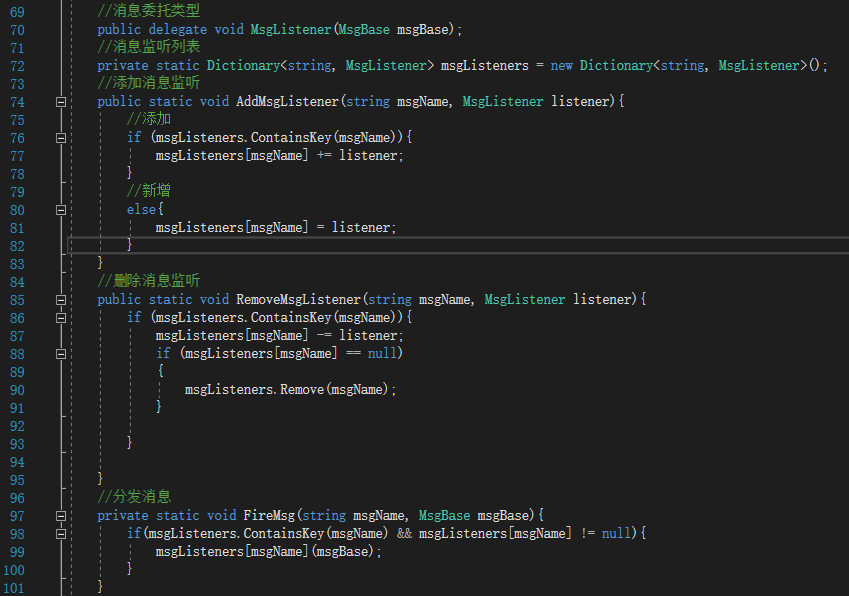 69 //消息委托类型
70 public delegate void MsgListener(MsgBase msgBase);
71 //消息监听列表
72 private static Dictionary<string, MsgListener> msgListeners = new Dictionary<string, MsgListener>();
73 //添加消息监听
74 public static void AddMsgListener(string msgName, MsgListener listener){
75 //添加
76 if (msgListeners.ContainsKey(msgName)){
77 msgListeners[msgName] += listener;
78 }
79 //新增
80 else{
81 msgListeners[msgName] = listener;
82 }
83 }
84 //删除消息监听
85 public static void RemoveMsgListener(string msgName, MsgListener listener){
86 if (msgListeners.ContainsKey(msgName)){
87 msgListeners[msgName] -= listener;
88 if (msgListeners[msgName] == null)
89 {
90 msgListeners.Remove(msgName);
91 }
92
93 }
94
95 }
96 //分发消息
97 private static void FireMsg(string msgName, MsgBase msgBase){
98 if(msgListeners.ContainsKey(msgName) && msgListeners[msgName] != null){
99 msgListeners[msgName](msgBase);
100 }
101 }